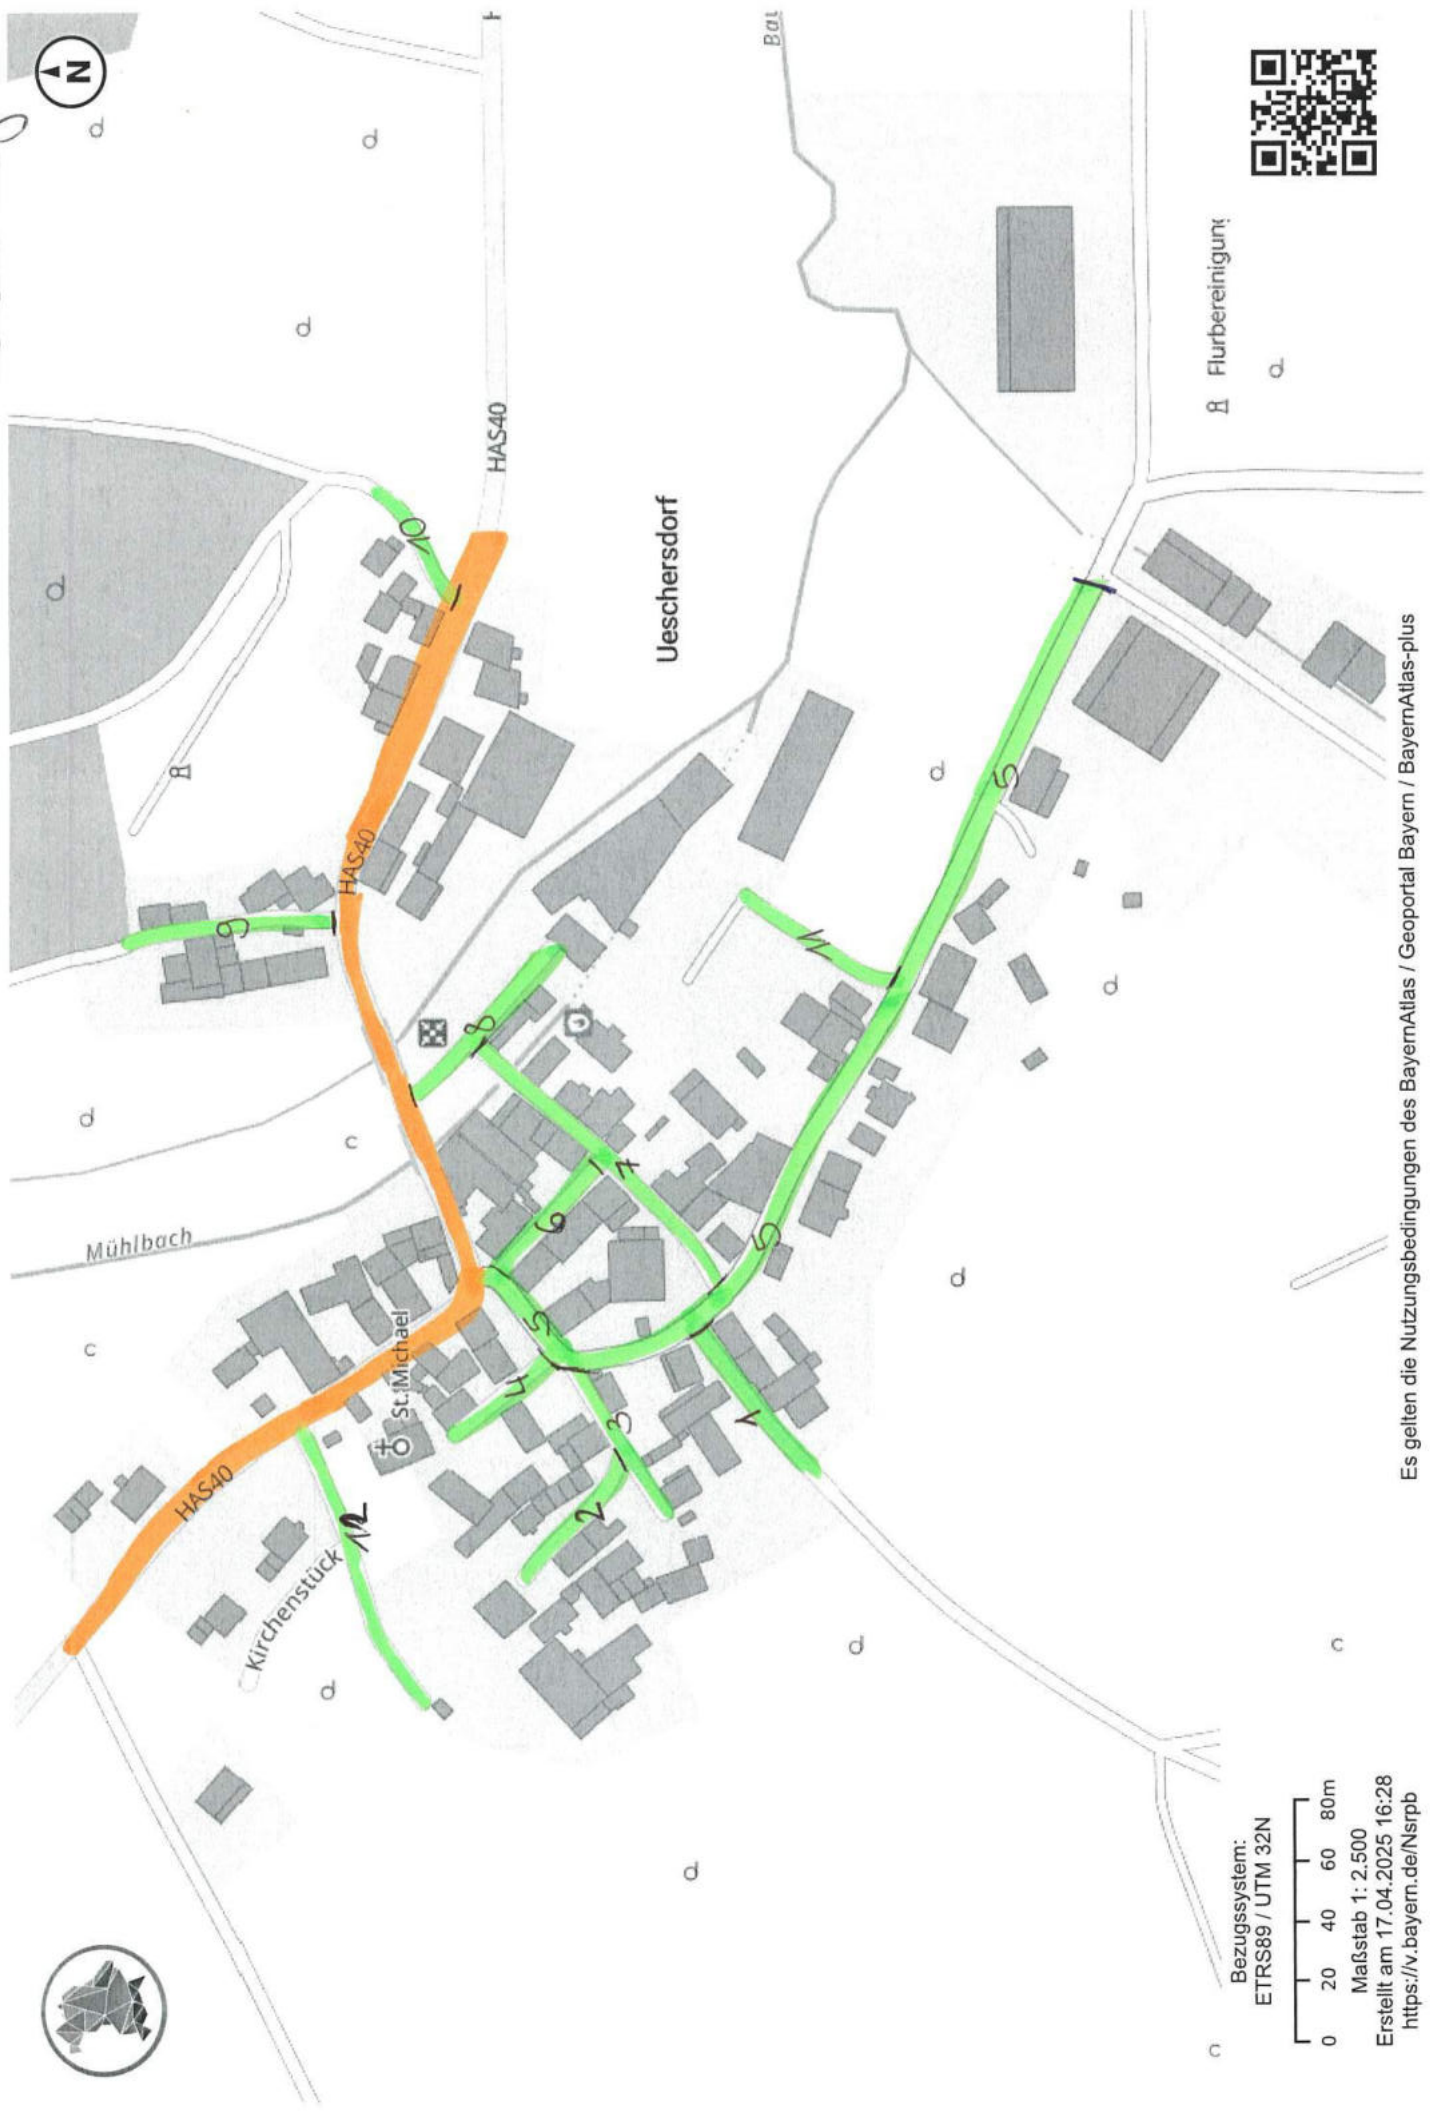 N
H
Bau
HAS40
Flurbereinigung
Ueschersdorf
10
HAS40
9
5
11
8
7
Mühlbach
6
5
5
St. Michael
4
3
1
HAS40
12
2
Kirchenstück
d
d
d
d
d
d
d
d
d
d
d
d
c
c
c
c
Bezugssystem:
ETRS89 / UTM 32N
0 20 40 60 80m
Maßstab 1: 2.500
Erstellt am 17.04.2025 16:28
https://v.bayern.de/Nsrpb
Es gelten die Nutzungsbedingungen des BayernAtlas / Geoportal Bayern / BayernAtlas-plus